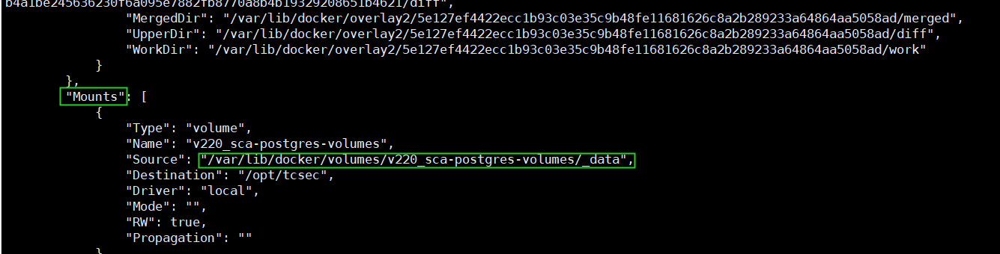 b4a1be245636230f6a095e7882fb8770a8b4b19329208651b4621/diff",
"MergedDir": "/var/lib/docker/overlay2/5e127ef4422ecc1b93c03e35c9b48fe11681626c8a2b289233a64864aa5058ad/merged",
"UpperDir": "/var/lib/docker/overlay2/5e127ef4422ecc1b93c03e35c9b48fe11681626c8a2b289233a64864aa5058ad/diff",
"WorkDir": "/var/lib/docker/overlay2/5e127ef4422ecc1b93c03e35c9b48fe11681626c8a2b289233a64864aa5058ad/work"
}
},
"Mounts": [
{
"Type": "volume",
"Name": "v220_sca-postgres-volumes",
"Source": "/var/lib/docker/volumes/v220_sca-postgres-volumes/_data",
"Destination": "/opt/tcsec",
"Driver": "local",
"Mode": "",
"RW": true,
"Propagation": ""
}